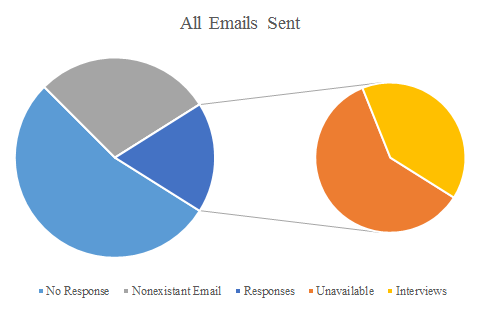 All Emails Sent
No Response Nonexistant Email Responses Unavailable Interviews